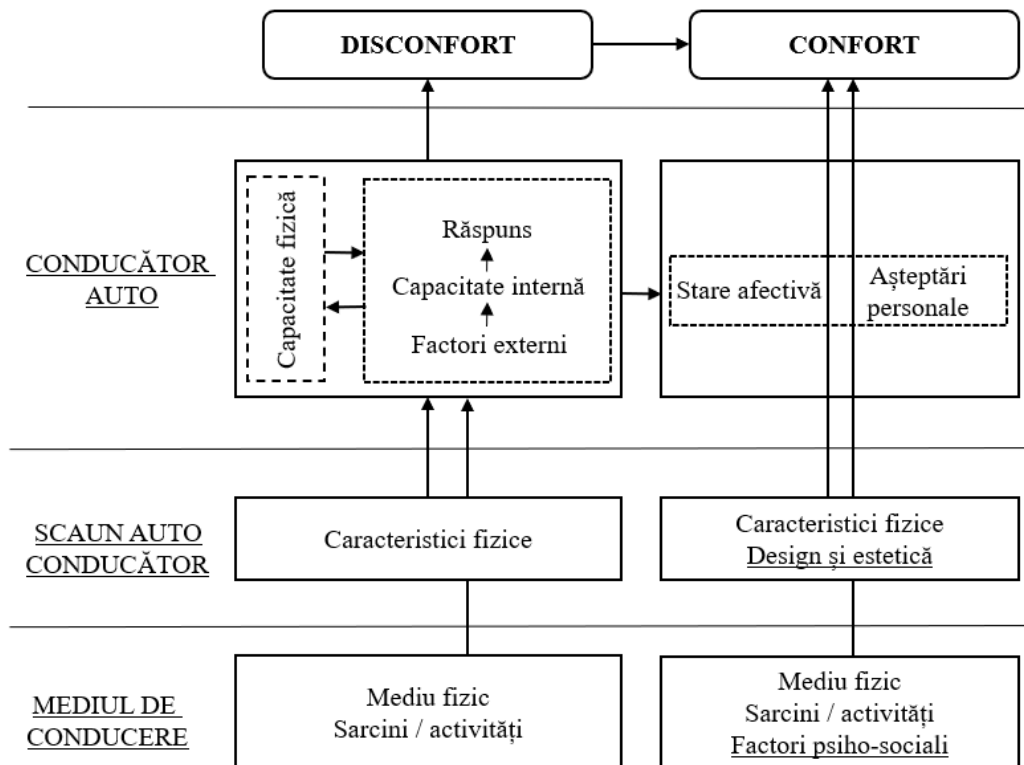 DISCONFORT
CONFORT
CONDUCĂTOR
AUTO
Capacitate fizică
Răspuns
Capacitate internă
Factori externi
Stare afectivă
Așteptări
personale
SCAUN AUTO
CONDUCĂTOR
Caracteristici fizice
Caracteristici fizice
Design și estetică
MEDIUL DE
CONDUCERE
Mediu fizic
Sarcini / activități
Mediu fizic
Sarcini / activități
Factori psiho-sociali